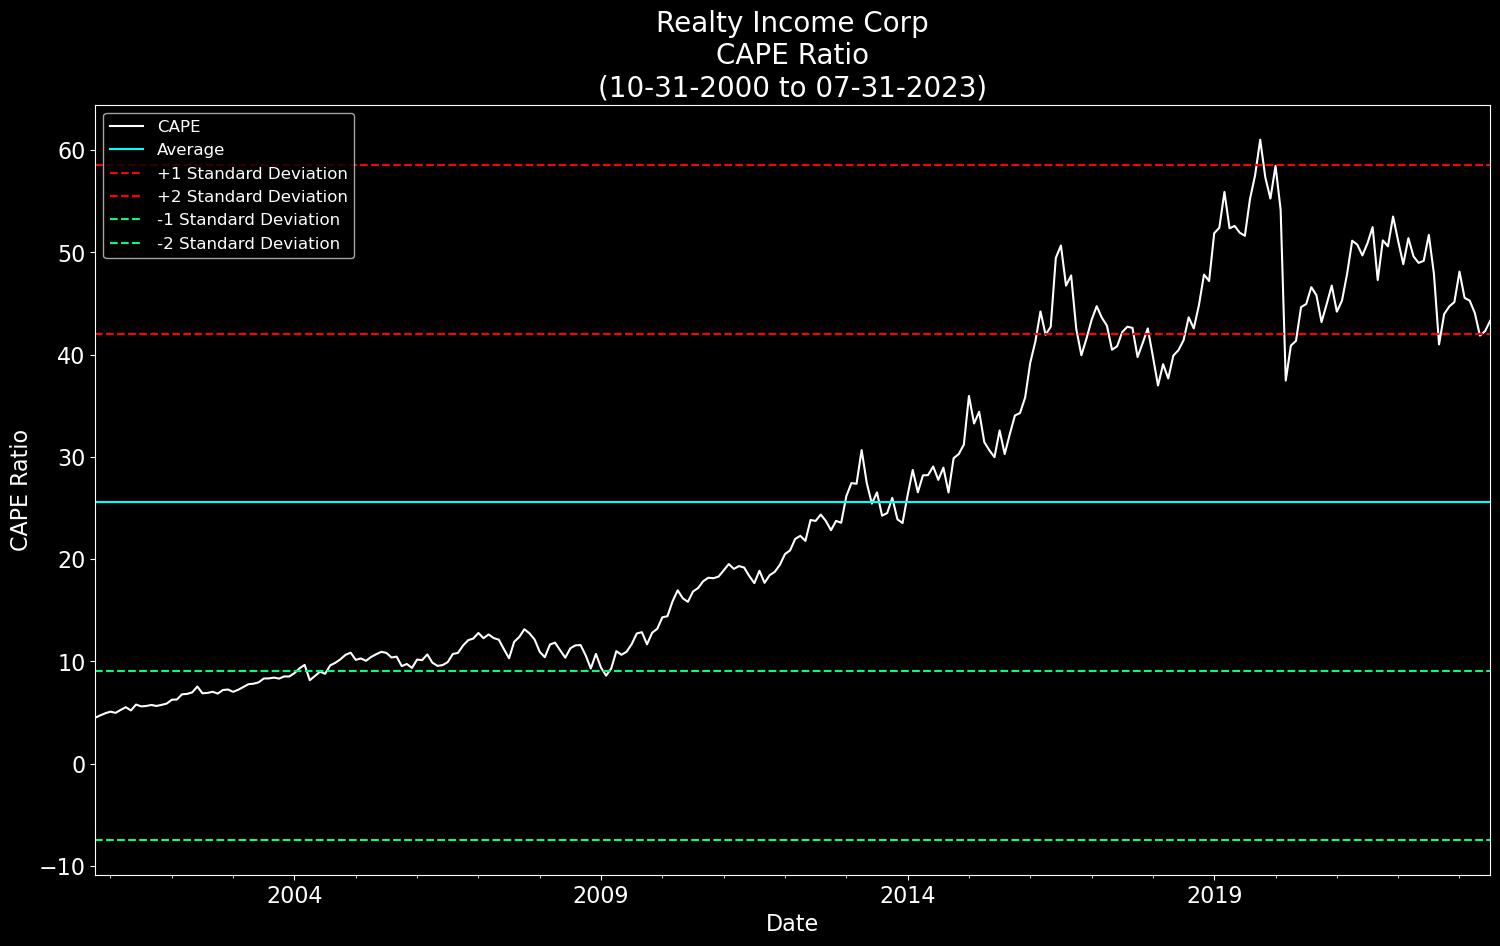 Realty Income Corp
CAPE Ratio
(10-31-2000 to 07-31-2023)
CAPE
Average
+1 Standard Deviation
+2 Standard Deviation
-1 Standard Deviation
-2 Standard Deviation
60
50
40
30
20
10
0
−10
CAPE Ratio
2004
2009
2014
2019
Date